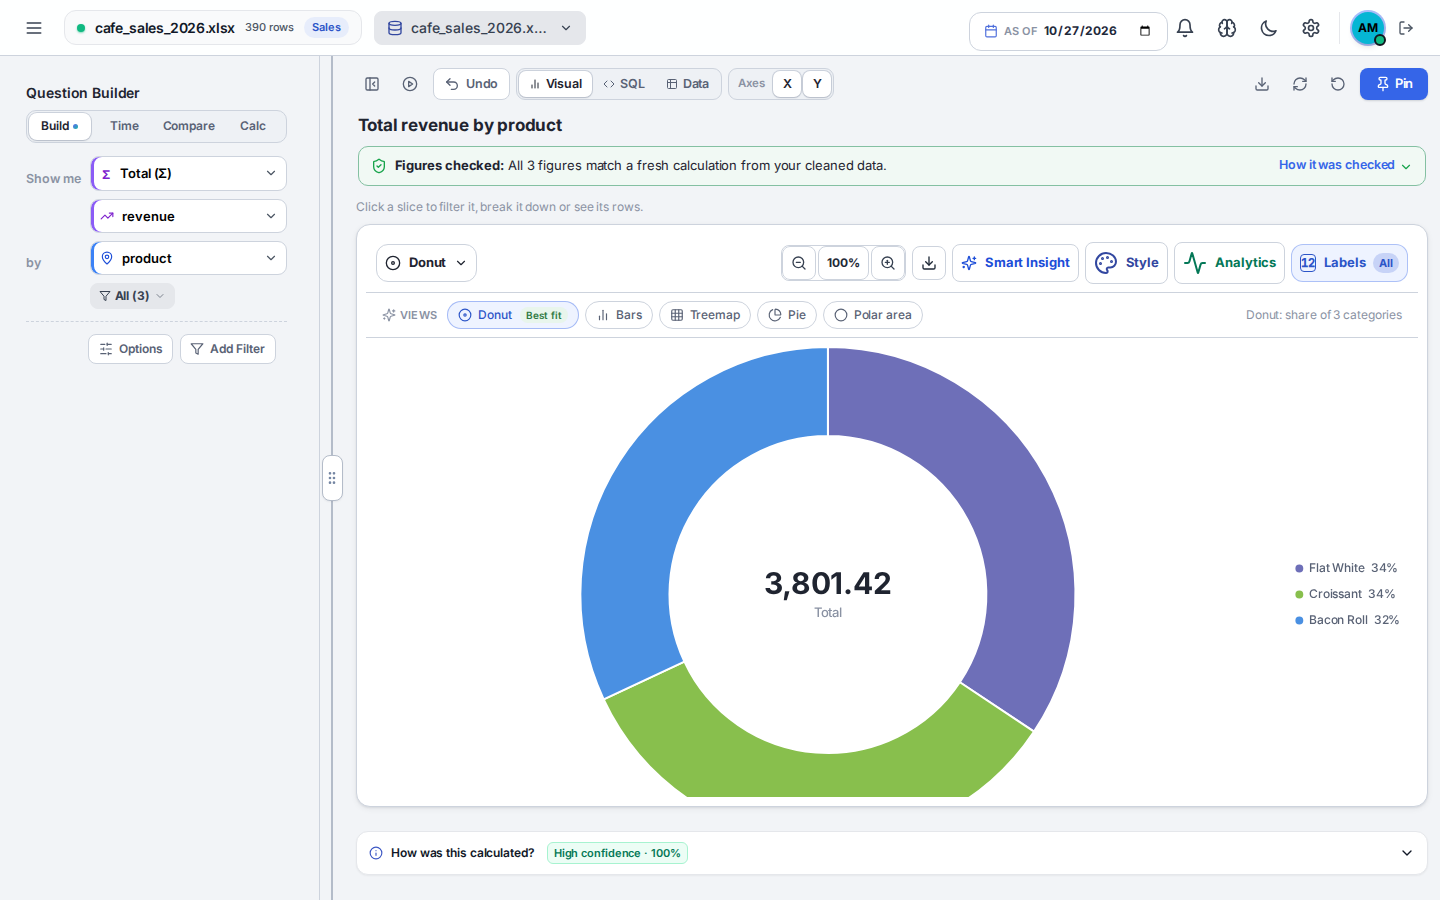 cafe_sales_2026.xlsx 390 rows Sales cafe_sales_2026.x... AS OF 10/27/2026 AM
Question Builder
Build Time Compare Calc
Show me Σ Total (Σ)
revenue
by product
All (3)
Options Add Filter
Undo Visual SQL Data Axes X Y Pin
Total revenue by product
Figures checked: All 3 figures match a fresh calculation from your cleaned data. How it was checked
Click a slice to filter it, break it down or see its rows.
Donut 100% Smart Insight Style Analytics 12 Labels All
VIEWS Donut Best fit Bars Treemap Pie Polar area Donut: share of 3 categories
3,801.42
Total
Flat White 34%
Croissant 34%
Bacon Roll 32%
How was this calculated? High confidence · 100%